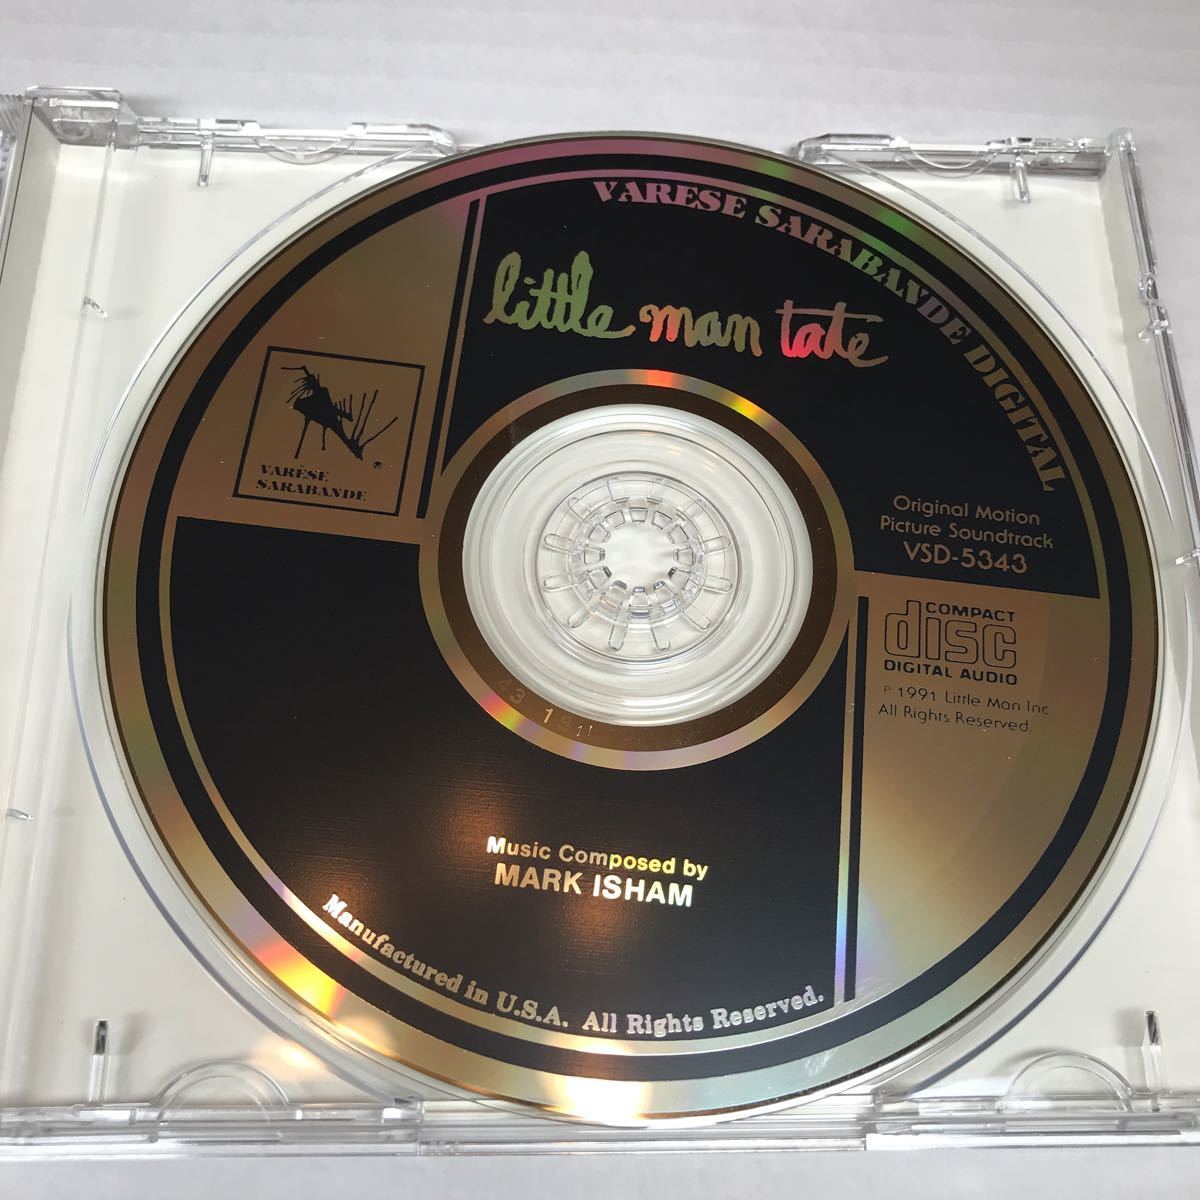 VARESE SARABANDE DIGITAL
little man tate
VARÈSE
SARABANDE
®
Original Motion
Picture Soundtrack
VSD-5343
COMPACT
disc
DIGITAL AUDIO
℗ 1991 Little Man Inc
All Rights Reserved.
Music Composed by
MARK ISHAM
Manufactured in U.S.A. All Rights Reserved.